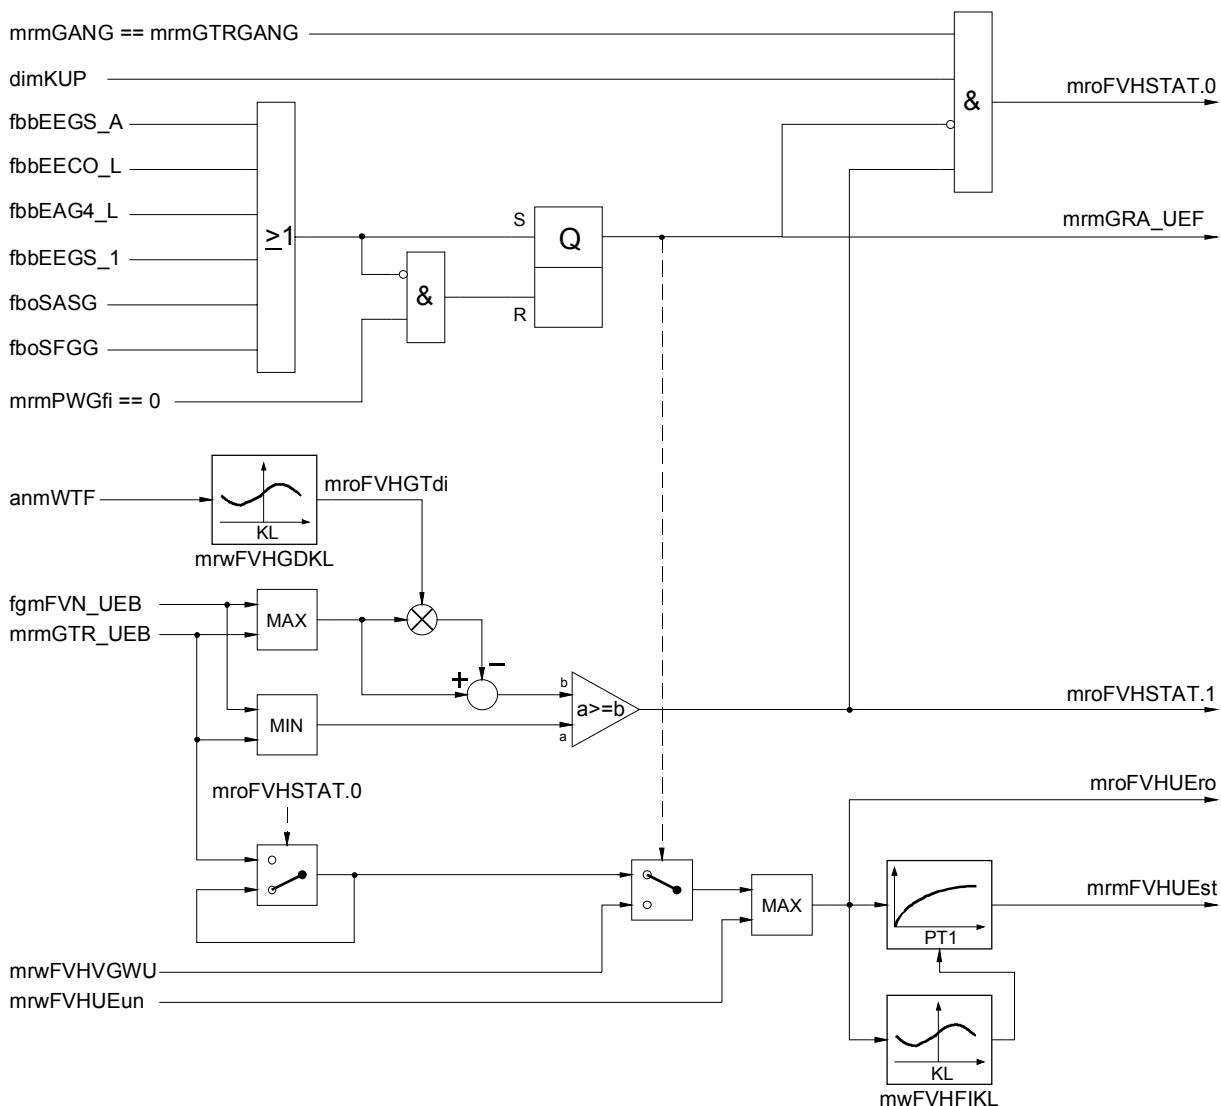 mrmGANG == mrmGTRGANG
dimKUP
mroFVHSTAT.0
&
fbbEEGS_A
fbbEECO_L
fbbEAG4_L
fbbEEGS_1
fboSASG
fboSFGG
≥1
S
Q
R
&
mrmGRA_UEF
mrmPWGfi == 0
anmWTF
KL
mrwFVHGDKL
mroFVHGTdi
fgmFVN_UEB
mrmGTR_UEB
MAX
+
−
MIN
b
a>=b
a
mroFVHSTAT.1
mroFVHSTAT.0
mroFVHUEro
MAX
PT1
mrmFVHUEst
mrwFVHVGWU
mrwFVHUEun
KL
mwFVHFIKL